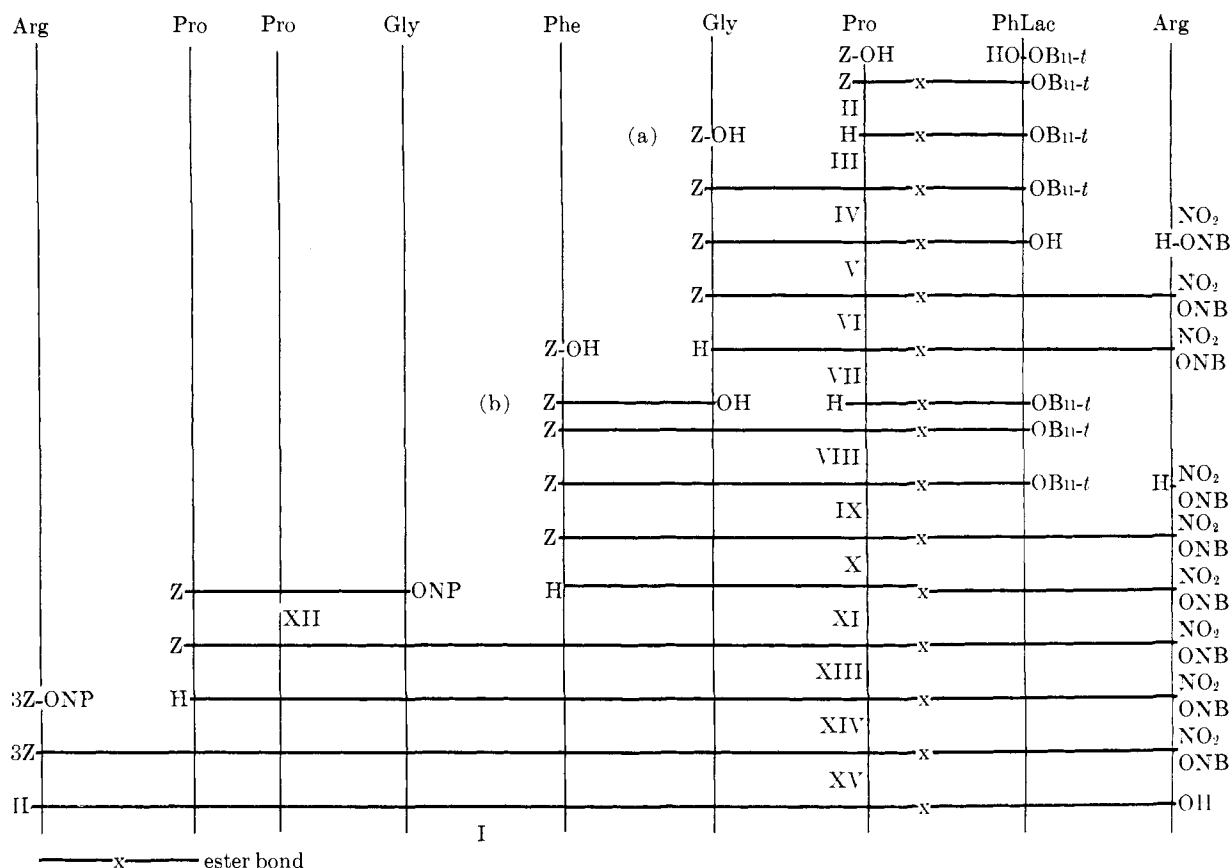 Arg Pro Pro Gly Phe Gly Pro PhLac Arg
Z-OH HO-OBu-t
Z x OBu-t
II
(a) Z-OH H x OBu-t
III
Z x OBu-t
IV NO₂
Z x OH H-ONB
V NO₂
Z x ONB
VI NO₂
Z-OH H x ONB
VII
(b) Z OH H x OBu-t
Z x OBu-t
VIII NO₂
Z x OBu-t H ONB
IX NO₂
Z x ONB
X NO₂
Z ONP H x ONB
XII XI NO₂
Z x ONB
XIII NO₂
3Z-ONP H x ONB
XIV NO₂
3Z x ONB
XV
H x OH
I
x ester bond